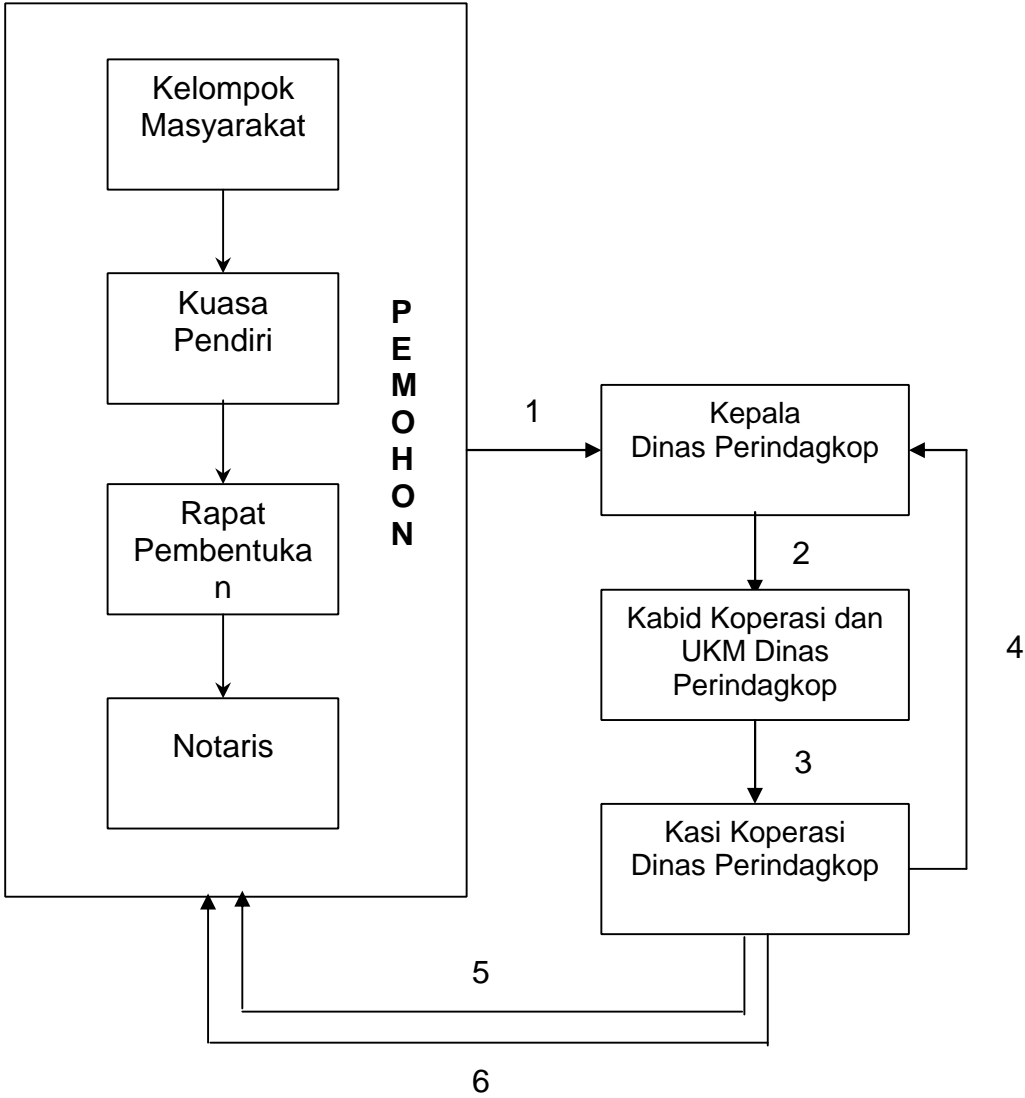 Kelompok
Masyarakat
Kuasa
Pendiri
Rapat
Pembentuka
n
Notaris
P
E
M
O
H
O
N
1
Kepala
Dinas Perindagkop
2
Kabid Koperasi dan
UKM Dinas
Perindagkop
3
Kasi Koperasi
Dinas Perindagkop
4
5
6